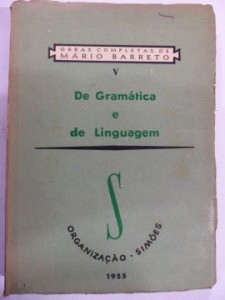 OBRAS COMPLETAS DE
MÁRIO BARRETO
V
De Gramática
e
de Linguagem
S
ORGANIZAÇÃO - SIMÕES
1955